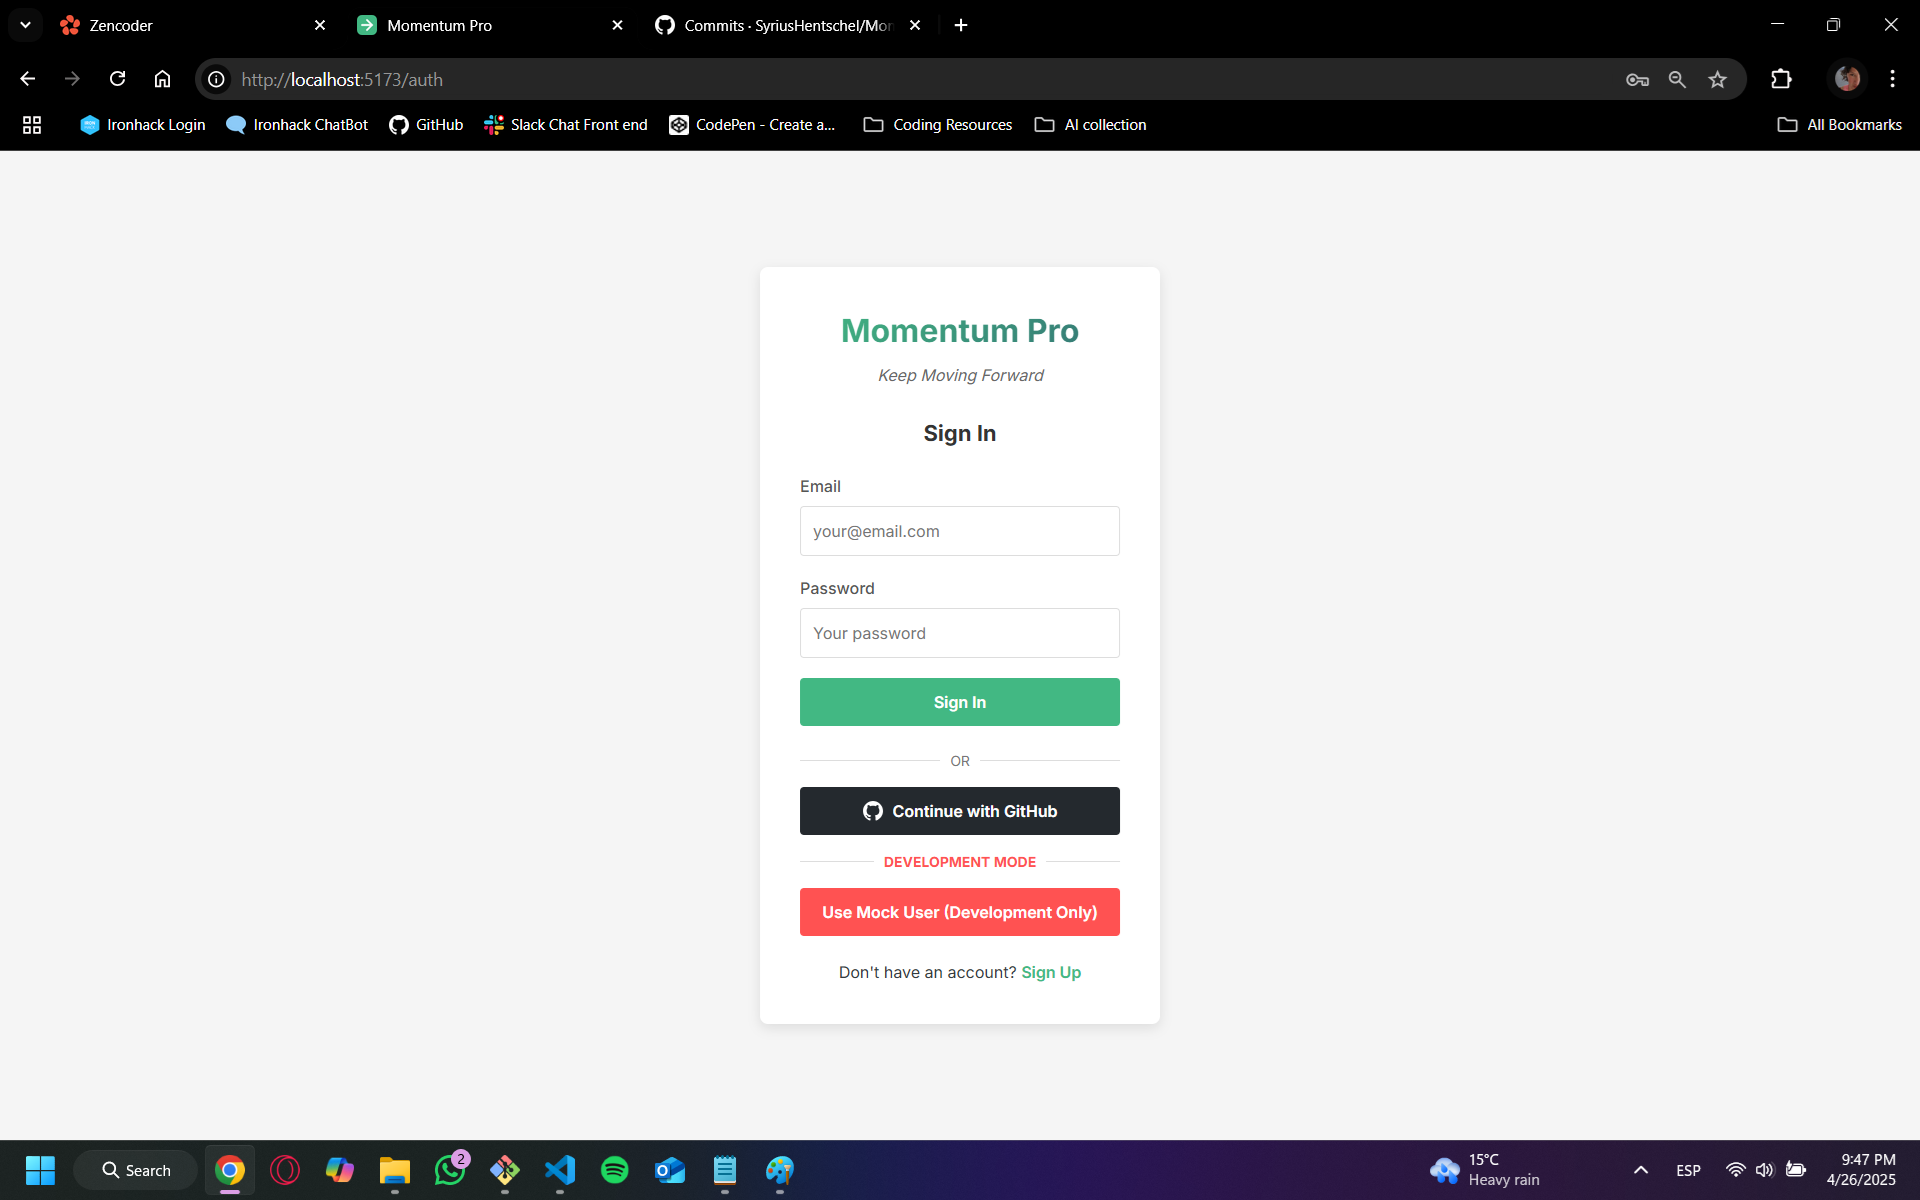 Zencoder
Momentum Pro
Commits · SyriusHentschel/Mon
http://localhost:5173/auth
Ironhack Login
Ironhack ChatBot
GitHub
Slack Chat Front end
CodePen - Create a...
Coding Resources
AI collection
All Bookmarks
Momentum Pro
Keep Moving Forward
Sign In
Email
your@email.com
Password
Your password
Sign In
OR
Continue with GitHub
DEVELOPMENT MODE
Use Mock User (Development Only)
Don't have an account? Sign Up
Search
2
15°C
Heavy rain
ESP
9:47 PM
4/26/2025